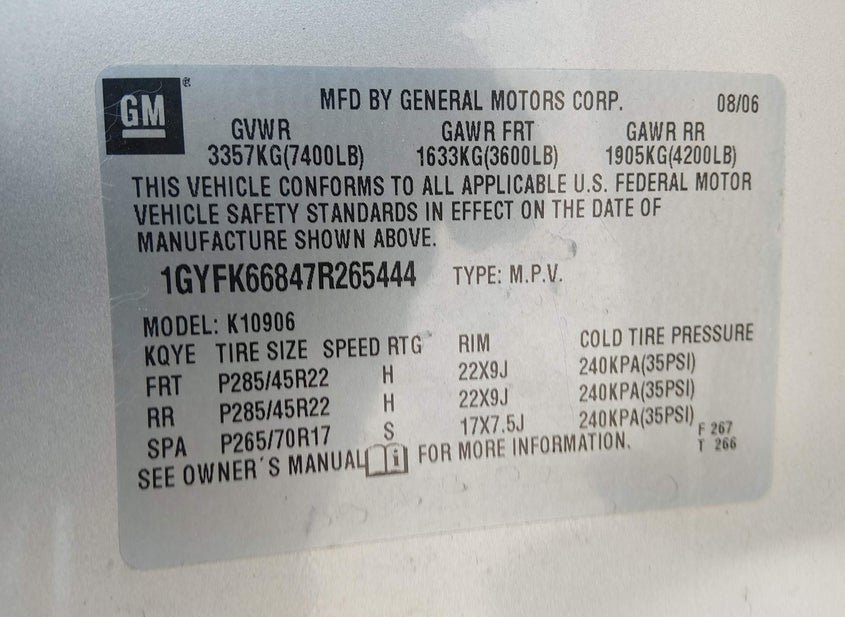 GM ®
MFD BY GENERAL MOTORS CORP. 08/06
GVWR GAWR FRT GAWR RR
3357KG(7400LB) 1633KG(3600LB) 1905KG(4200LB)
THIS VEHICLE CONFORMS TO ALL APPLICABLE U.S. FEDERAL MOTOR
VEHICLE SAFETY STANDARDS IN EFFECT ON THE DATE OF
MANUFACTURE SHOWN ABOVE.
1GYFK66847R265444 TYPE: M.P.V.
MODEL: K10906
KQYE TIRE SIZE SPEED RTG RIM COLD TIRE PRESSURE
FRT P285/45R22 H 22X9J 240KPA(35PSI)
RR P285/45R22 H 22X9J 240KPA(35PSI)
SPA P265/70R17 S 17X7.5J 240KPA(35PSI) F 267
T 266
SEE OWNER'S MANUAL i FOR MORE INFORMATION.